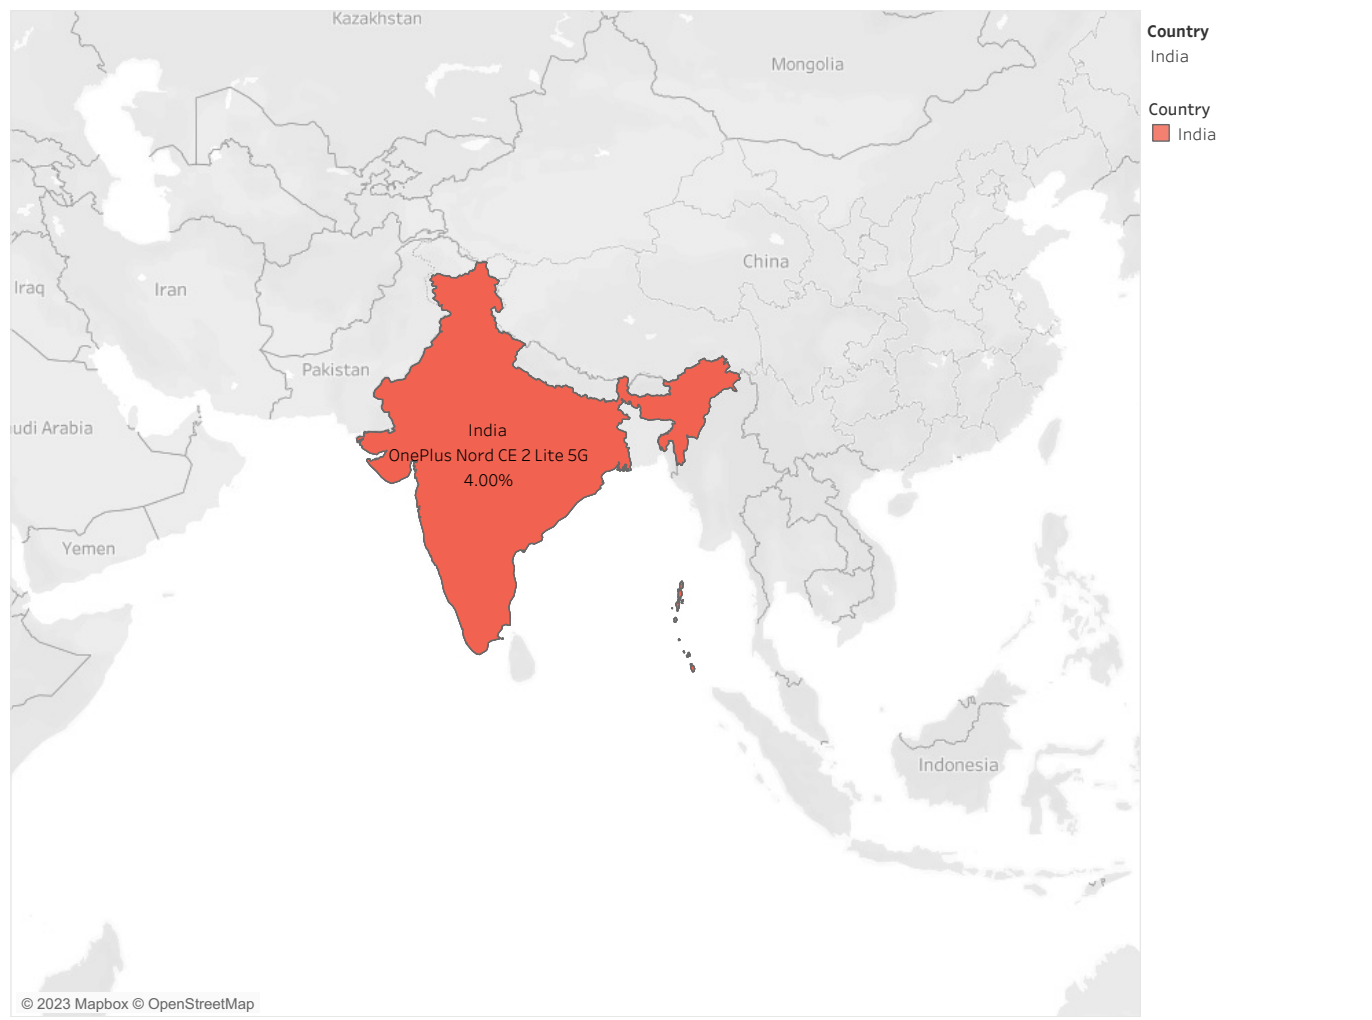 Kazakhstan
Mongolia
China
Iraq
Iran
Pakistan
audi Arabia
India
OnePlus Nord CE 2 Lite 5G
4.00%
Yemen
Indonesia
© 2023 Mapbox © OpenStreetMap
Country
India
Country
India